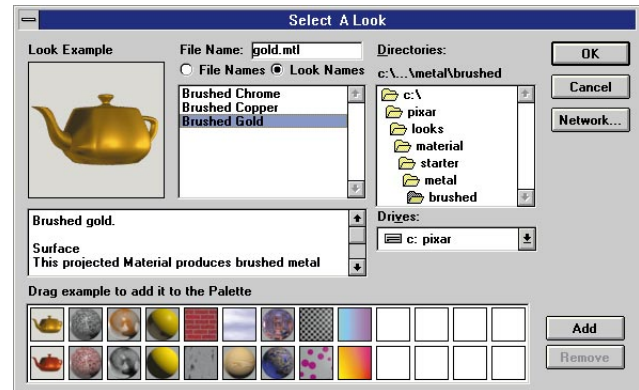 Select A Look
Look Example
File Name: gold.mtl
File Names Look Names
Brushed Chrome
Brushed Copper
Brushed Gold
Directories:
c:\...\metal\brushed
c:\
pixar
looks
material
starter
metal
brushed
Drives:
c: pixar
OK
Cancel
Network...
Brushed gold.
Surface
This projected Material produces brushed metal
Drag example to add it to the Palette
Add
Remove